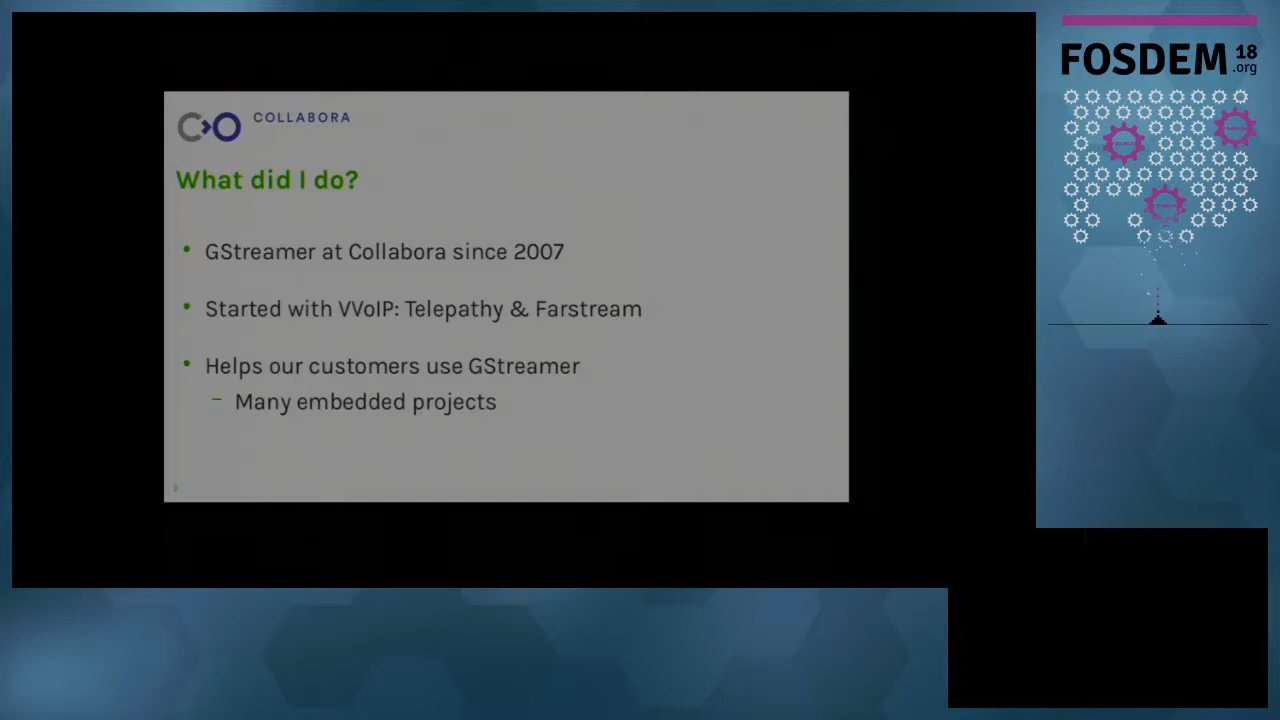 COLLABORA
What did I do?
• GStreamer at Collabora since 2007
• Started with VVoIP: Telepathy & Farstream
• Helps our customers use GStreamer
– Many embedded projects
FOSDEM 18
.org